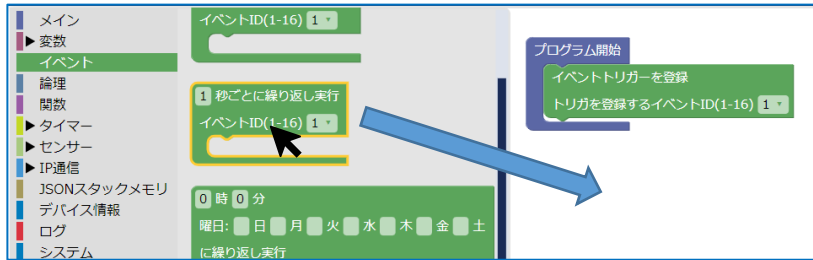 メイン
変数
イベント
論理
関数
タイマー
センサー
IP通信
JSONスタックメモリ
デバイス情報
ログ
システム
イベントID(1-16) 1
1 秒ごとに繰り返し実行
イベントID(1-16) 1
0 時 0 分
曜日: 日 月 火 水 木 金 土
に繰り返し実行
プログラム開始
イベントトリガーを登録
トリガを登録するイベントID(1-16) 1